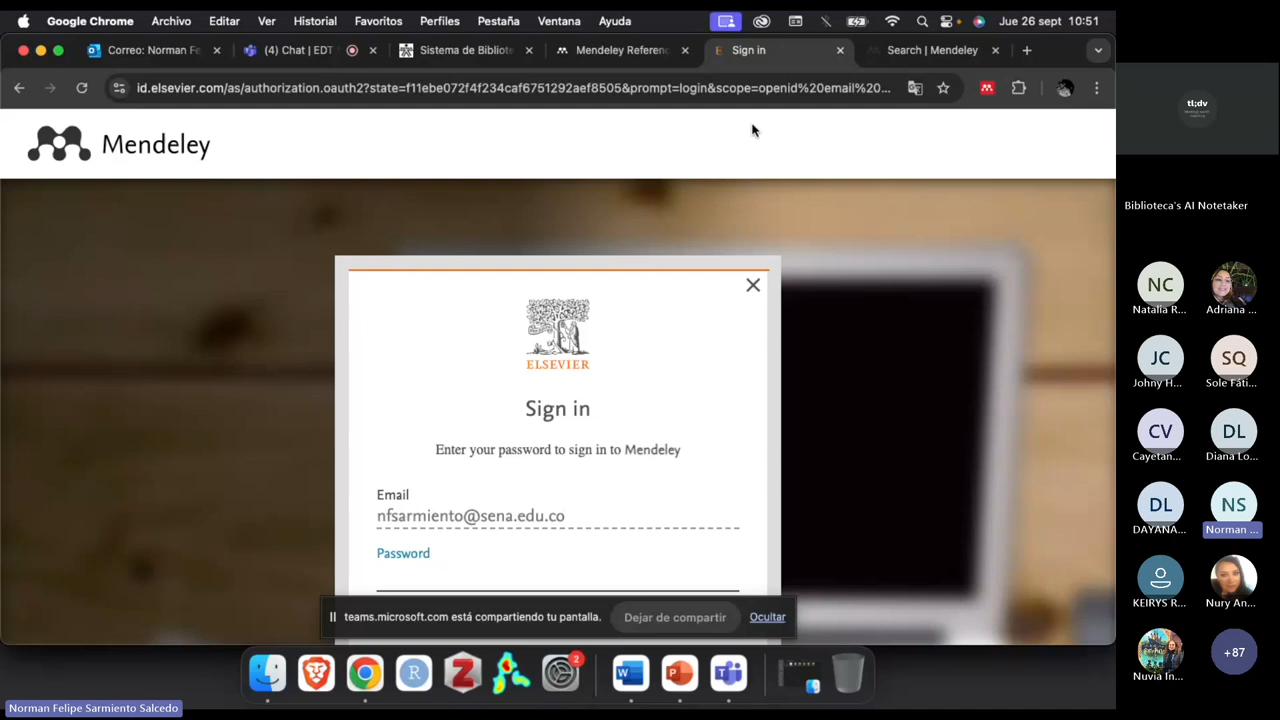 Google Chrome Archivo Editar Ver Historial Favoritos Perfiles Pestaña Ventana Ayuda Jue 26 sept 10:51
Correo: Norman Fe (4) Chat | EDT Sistema de Bibliote Mendeley Referenc Sign in Search | Mendeley
id.elsevier.com/as/authorization.oauth2?state=f11ebe072f4f234caf6751292aef8505&prompt=login&scope=openid%20email%20...
Mendeley
ELSEVIER
Sign in
Enter your password to sign in to Mendeley
Email
nfsarmiento@sena.edu.co
Password
teams.microsoft.com está compartiendo tu pantalla. Dejar de compartir Ocultar
2
Norman Felipe Sarmiento Salcedo
tl;dv
Biblioteca's AI Notetaker
NC
Natalia R... Adriana ...
JC SQ
Johny H... Sole Fáti...
CV DL
Cayetan... Diana Lo...
DL NS
DAYANA... Norman ...
KEIRYS R... Nury An...
+87
Nuvia In...